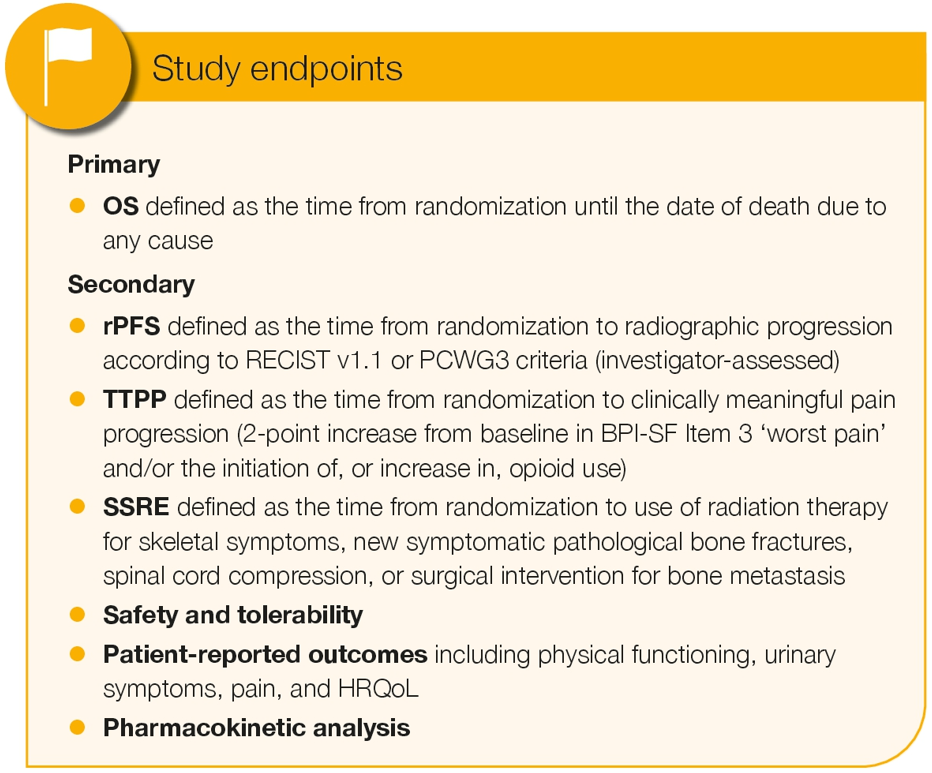 Study endpoints
Primary
● OS defined as the time from randomization until the date of death due to
any cause
Secondary
● rPFS defined as the time from randomization to radiographic progression
according to RECIST v1.1 or PCWG3 criteria (investigator-assessed)
● TTPP defined as the time from randomization to clinically meaningful pain
progression (2-point increase from baseline in BPI-SF Item 3 ‘worst pain’
and/or the initiation of, or increase in, opioid use)
● SSRE defined as the time from randomization to use of radiation therapy
for skeletal symptoms, new symptomatic pathological bone fractures,
spinal cord compression, or surgical intervention for bone metastasis
● Safety and tolerability
● Patient-reported outcomes including physical functioning, urinary
symptoms, pain, and HRQoL
● Pharmacokinetic analysis